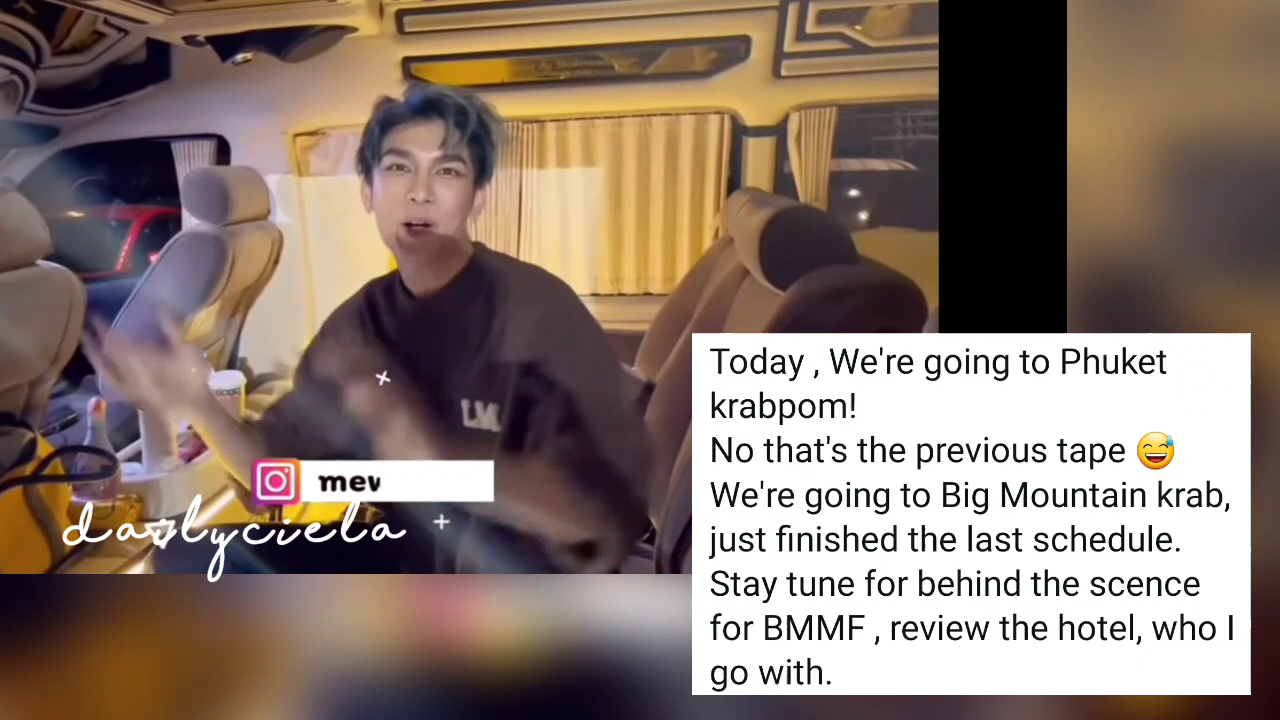 LM
mev
dailyciela
Today , We're going to Phuket
krabpom!
No that's the previous tape 😅
We're going to Big Mountain krab,
just finished the last schedule.
Stay tune for behind the scence
for BMMF , review the hotel, who I
go with.